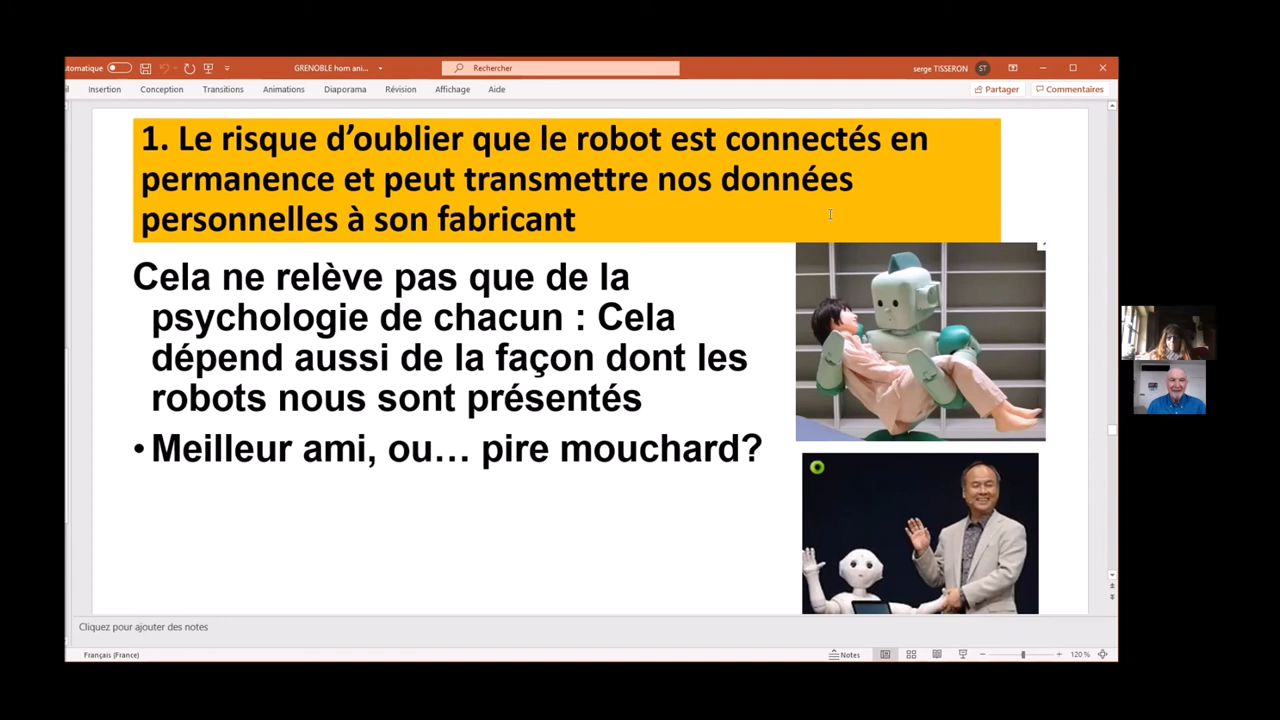 tomatique
GRENOBLE hom ani...
Rechercher
serge TISSERON
ST
Insertion
Conception
Transitions
Animations
Diaporama
Révision
Affichage
Aide
Partager
Commentaires
1. Le risque d’oublier que le robot est connectés en
permanence et peut transmettre nos données
personnelles à son fabricant
Cela ne relève pas que de la
psychologie de chacun : Cela
dépend aussi de la façon dont les
robots nous sont présentés
• Meilleur ami, ou… pire mouchard?
Cliquez pour ajouter des notes
Français (France)
Notes
120 %